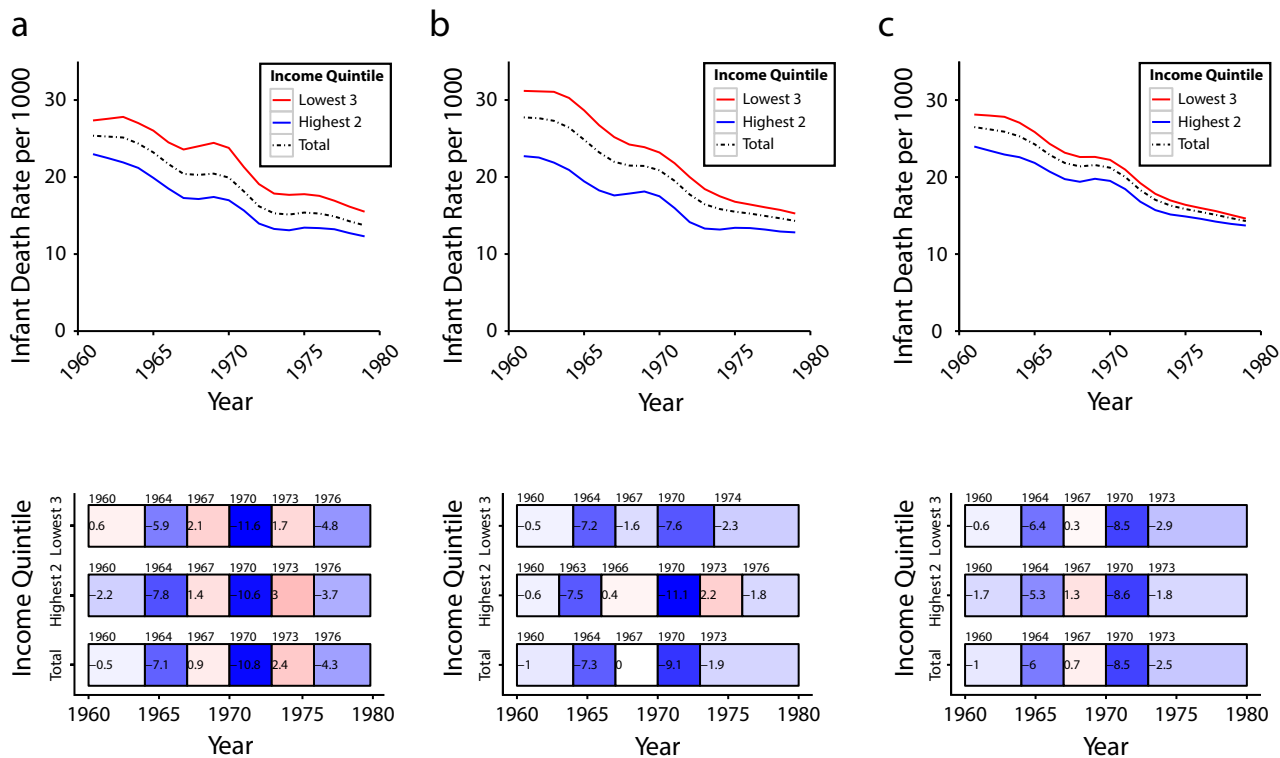 a
b
c
Infant Death Rate per 1000
30
20
10
0
1960
1965
1970
1975
1980
Year
Income Quintile
Lowest 3
Highest 2
Total
Infant Death Rate per 1000
30
20
10
0
1960
1965
1970
1975
1980
Year
Income Quintile
Lowest 3
Highest 2
Total
Infant Death Rate per 1000
30
20
10
0
1960
1965
1970
1975
1980
Year
Income Quintile
Lowest 3
Highest 2
Total
Income Quintile
Lowest 3
1960 1964 1967 1970 1973 1976
0.6 −5.9 2.1 −11.6 1.7 −4.8
Highest 2
1960 1964 1967 1970 1973 1976
−2.2 −7.8 1.4 −10.6 3 −3.7
Total
1960 1964 1967 1970 1973 1976
−0.5 −7.1 0.9 −10.8 2.4 −4.3
1960 1965 1970 1975 1980
Year
Income Quintile
Lowest 3
1960 1964 1967 1970 1974
−0.5 −7.2 −1.6 −7.6 −2.3
Highest 2
1960 1963 1966 1970 1973 1976
−0.6 −7.5 0.4 −11.1 2.2 −1.8
Total
1960 1964 1967 1970 1973
−1 −7.3 0 −9.1 −1.9
1960 1965 1970 1975 1980
Year
Income Quintile
Lowest 3
1960 1964 1967 1970 1973
−0.6 −6.4 0.3 −8.5 −2.9
Highest 2
1960 1964 1967 1970 1973
−1.7 −5.3 1.3 −8.6 −1.8
Total
1960 1964 1967 1970 1973
−1 −6 0.7 −8.5 −2.5
1960 1965 1970 1975 1980
Year